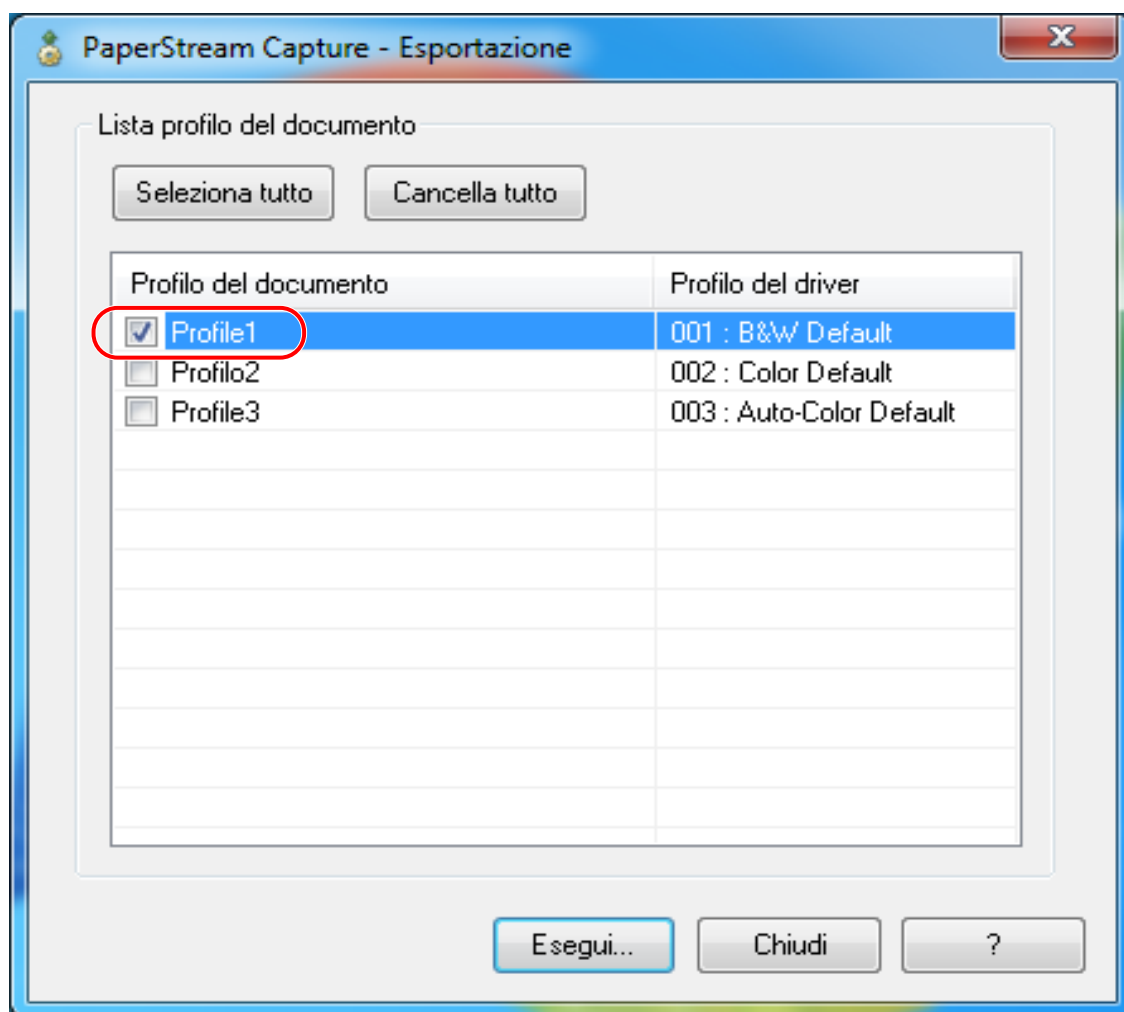 PaperStream Capture - Esportazione
Lista profilo del documento
Seleziona tutto Cancella tutto
Profilo del documento Profilo del driver
Profile1 001 : B&W Default
Profilo2 002 : Color Default
Profile3 003 : Auto-Color Default
Esegui... Chiudi ?